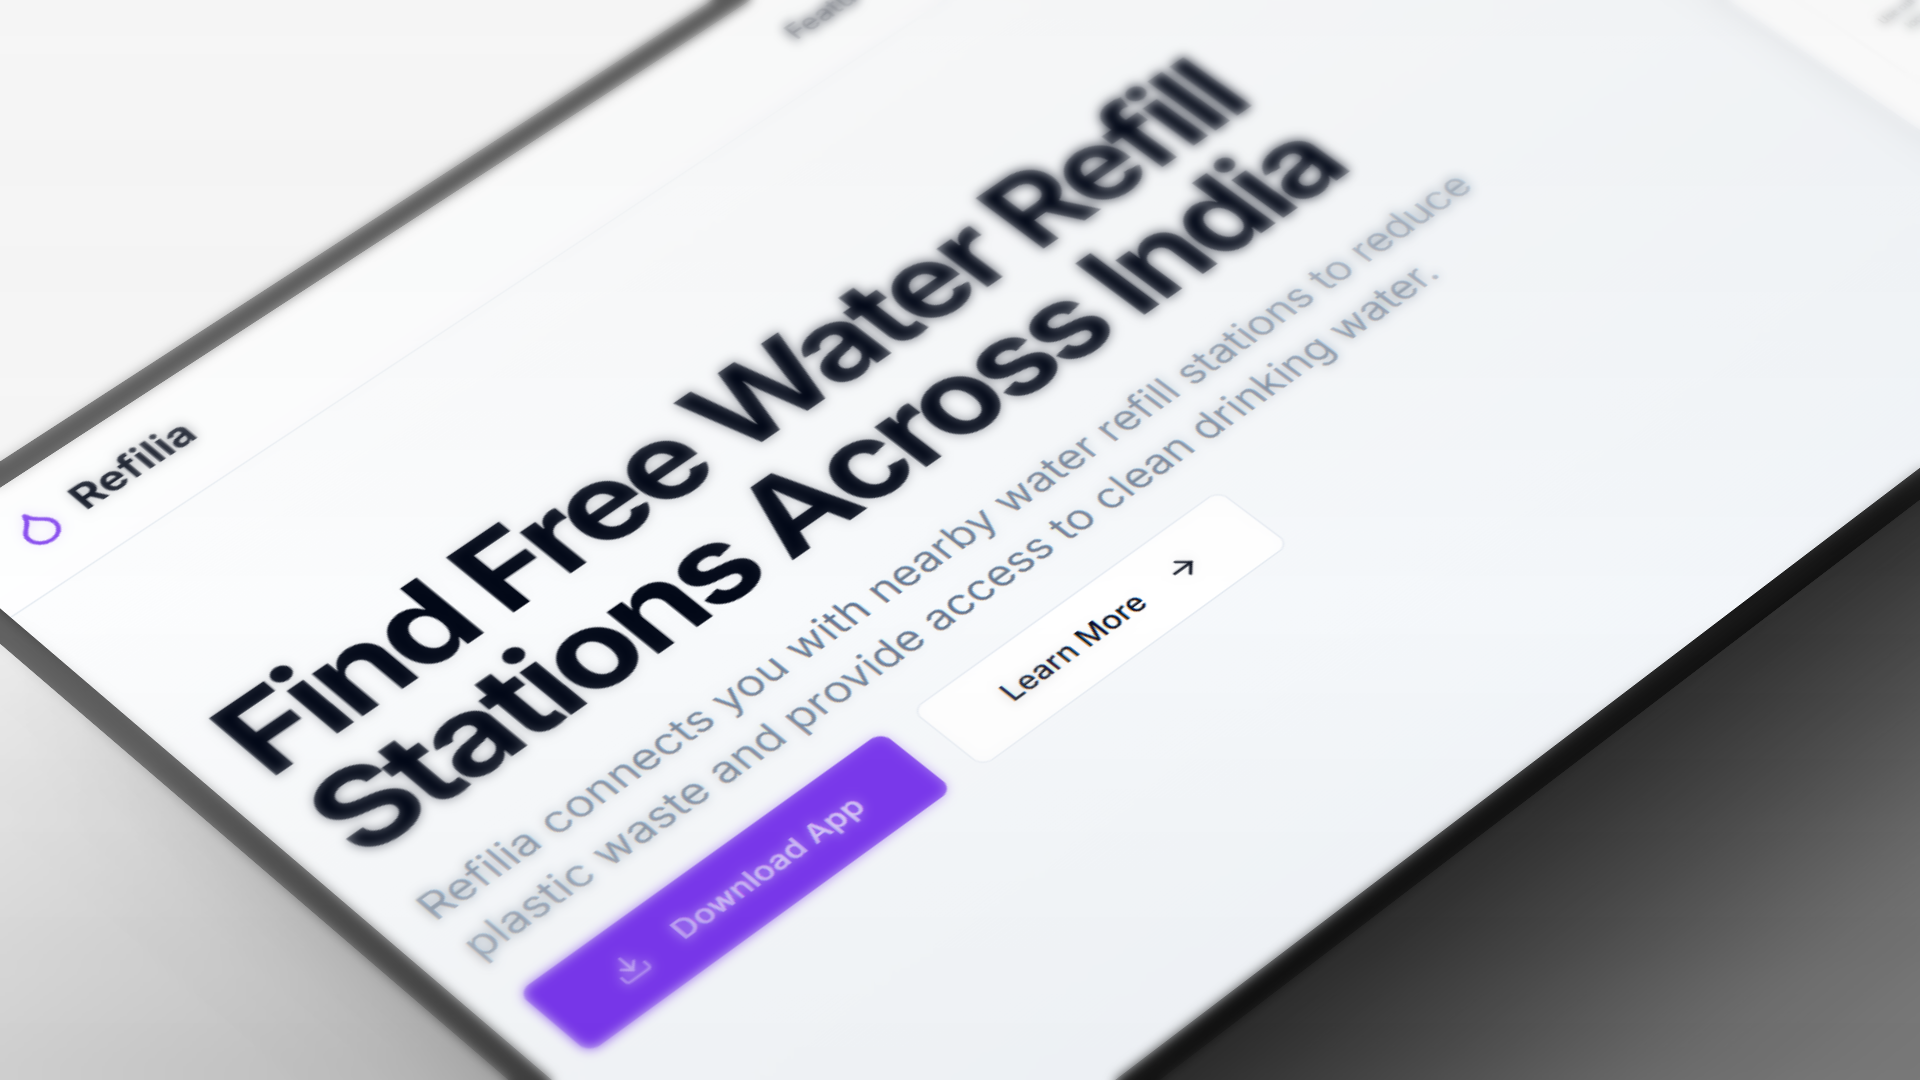 Refilia
Find Free Water Refill
Stations Across India
Refilia connects you with nearby water refill stations to reduce
plastic waste and provide access to clean drinking water.
Download App
Learn More